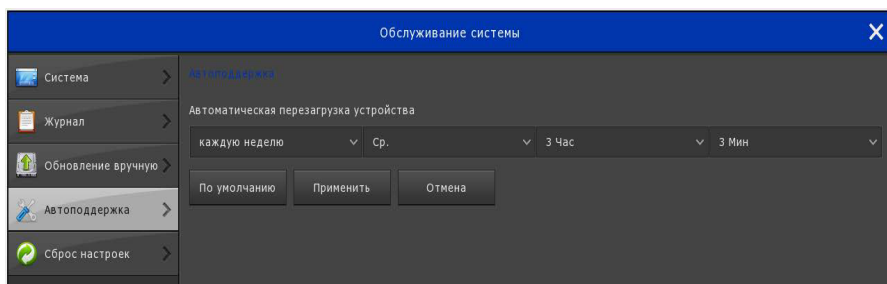 Обслуживание системы
Система
Журнал
Обновление вручную
Автоподдержка
Сброс настроек
Автоподдержка
Автоматическая перезагрузка устройства
каждую неделю Ср. 3 Час 3 Мин
По умолчанию Применить Отмена